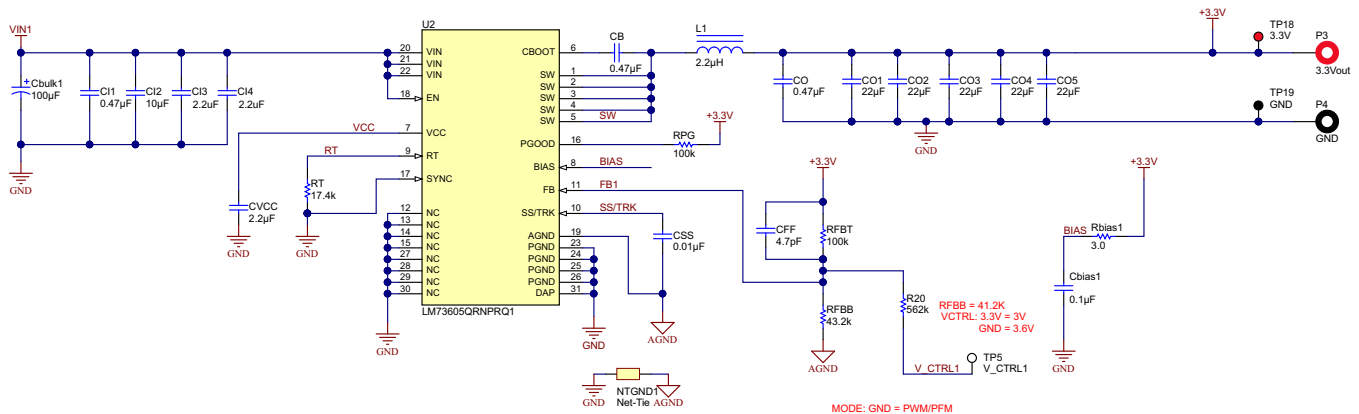 VIN1
Cbulk1
100µF
CI1
0.47µF
CI2
10µF
CI3
2.2uF
CI4
2.2uF
GND
VCC
CVCC
2.2µF
GND
RT
RT
17.4k
GND
GND
U2
20 VIN
21 VIN
22 VIN
18 EN
7 VCC
9 RT
17 SYNC
12 NC
13 NC
14 NC
15 NC
27 NC
28 NC
29 NC
30 NC
CBOOT 6
SW 1
SW 2
SW 3
SW 4
SW 5
PGOOD 16
BIAS 8
FB 11
SS/TRK 10
AGND 19
PGND 23
PGND 24
PGND 25
PGND 26
DAP 31
LM73605QRNPRQ1
CB
0.47µF
SW
L1
2.2µH
RPG
100k
+3.3V
BIAS
FB1
SS/TRK
CSS
0.01µF
GND
AGND
CO
0.47µF
CO1
22µF
CO2
22µF
CO3
22µF
CO4
22µF
CO5
22µF
GND
+3.3V
TP18
3.3V
P3
3.3Vout
TP19
GND
P4
GND
+3.3V
CFF
4.7pF
RFBT
100k
RFBB
43.2k
AGND
R20
562k
RFBB = 41.2K
VCTRL: 3.3V = 3V
GND = 3.6V
V_CTRL1
TP5
V_CTRL1
+3.3V
BIAS
Rbias1
3.0
Cbias1
0.1µF
GND
GND
NTGND1
Net-Tie
AGND
MODE: GND = PWM/PFM